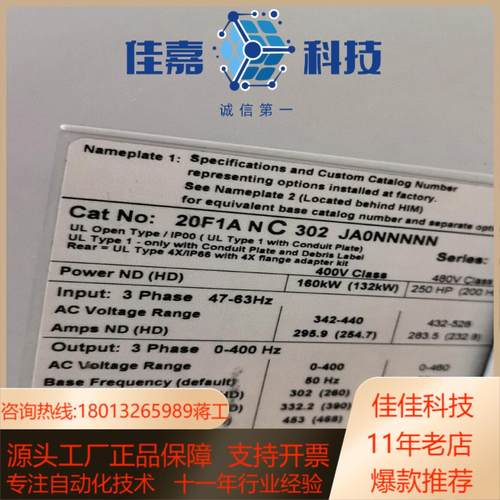 佳嘉 科技
诚信第一
Nameplate 1: Specifications and Custom Catalog Number
representing options installed at factory.
See Nameplate 2 (Located behind HIM)
for equivalent base catalog number and separate option
Cat No: 20F1A N C 302 JA0NNNNN
UL Open Type / IP00 ( UL Type 1 with Conduit Plate)
UL Type 1 - only with Conduit Plate and Debris Label
Rear = UL Type 4X/IP66 with 4X flange adapter kit
Series:
400V Class 480V Class
Power ND (HD) 160kW (132kW) 250 HP (200 H
Input: 3 Phase 47-63Hz
AC Voltage Range 342-440 432-528
Amps ND (HD) 295.9 (254.7) 283.5 (232.8)
Output: 3 Phase 0-400 Hz
AC Voltage Range 0-400 0-460
Base Frequency (default) 50 Hz
302 (260)
332.2 (390)
453 (468)
咨询热线:18013265989蒋工
源头工厂正品保障 支持开票
专注自动化技术 十一年行业经验
佳佳科技
11年老店
爆款推荐